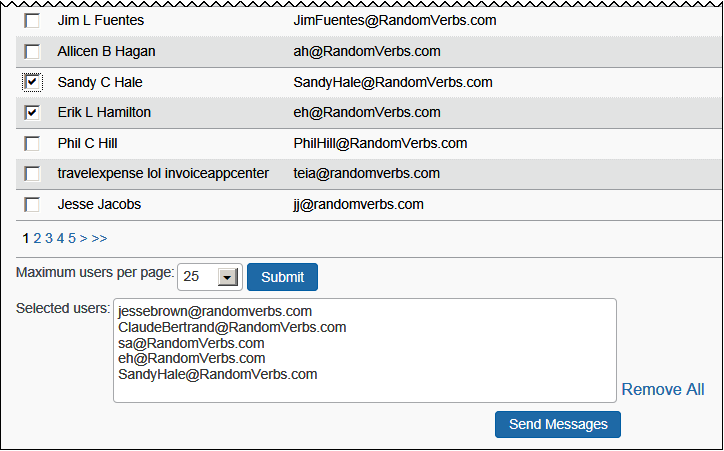 Jim L Fuentes JimFuentes@RandomVerbs.com
Allicen B Hagan ah@RandomVerbs.com
Sandy C Hale SandyHale@RandomVerbs.com
Erik L Hamilton eh@RandomVerbs.com
Phil C Hill PhilHill@RandomVerbs.com
travelexpense lol invoiceappcenter teia@randomverbs.com
Jesse Jacobs jj@randomverbs.com
1 2 3 4 5 > >>
Maximum users per page: 25 Submit
Selected users: jessebrown@randomverbs.com
ClaudeBertrand@RandomVerbs.com
sa@RandomVerbs.com
eh@RandomVerbs.com
SandyHale@RandomVerbs.com
Remove All
Send Messages